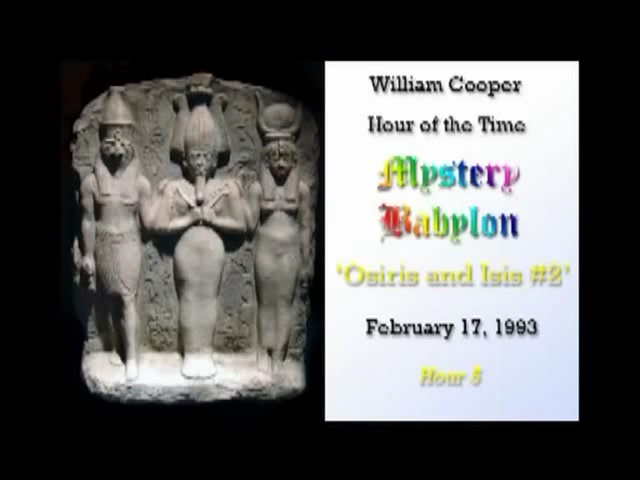 William Cooper
Hour of the Time
Mystery
Babylon
'Osiris and Isis #2'
February 17, 1993
Hour 5